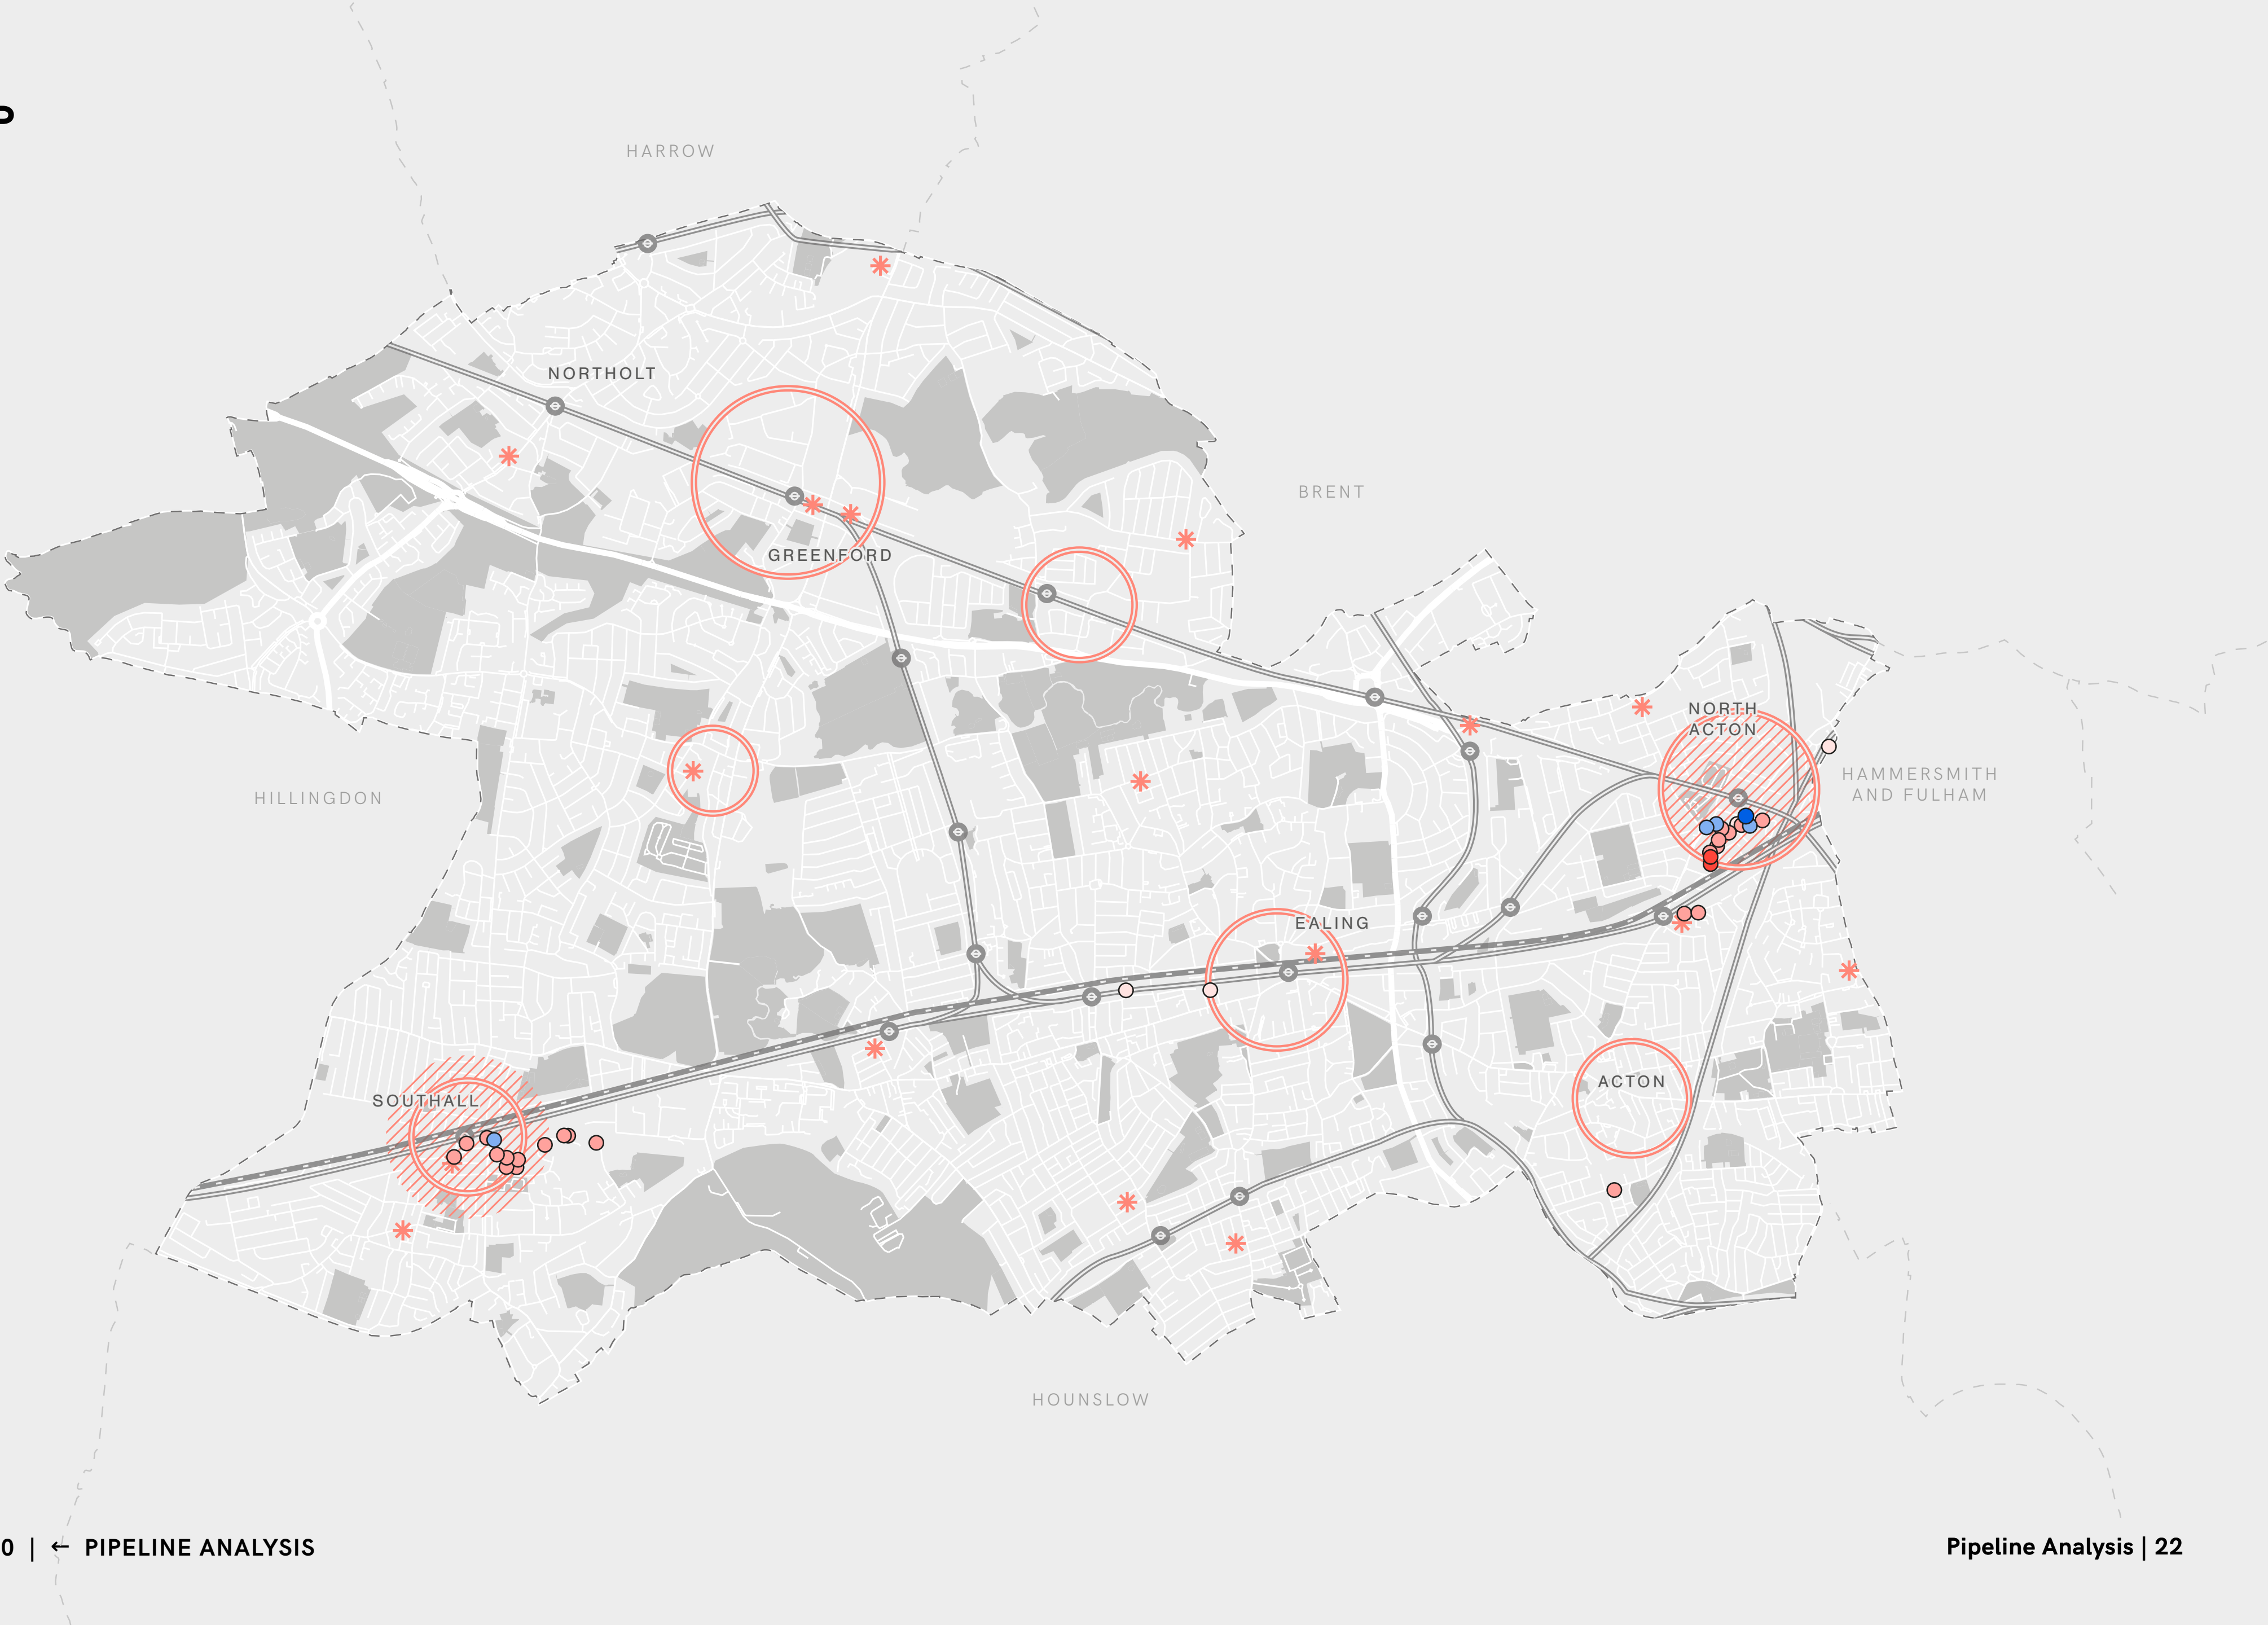 HARROW
NORTHOLT
BRENT
GREENFORD
NORTH
ACTON
HAMMERSMITH
AND FULHAM
HILLINGDON
EALING
ACTON
SOUTHALL
HOUNSLOW
0 | ← PIPELINE ANALYSIS
Pipeline Analysis | 22